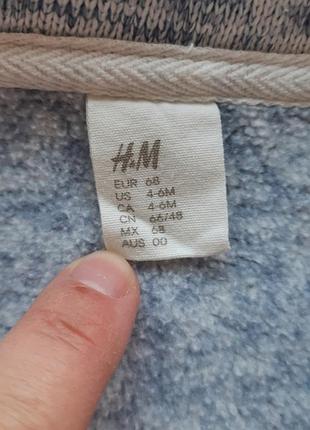 H&M
EUR 68
US 4-6M
CA 4-6M
CN 66/48
MX 68
AUS 00